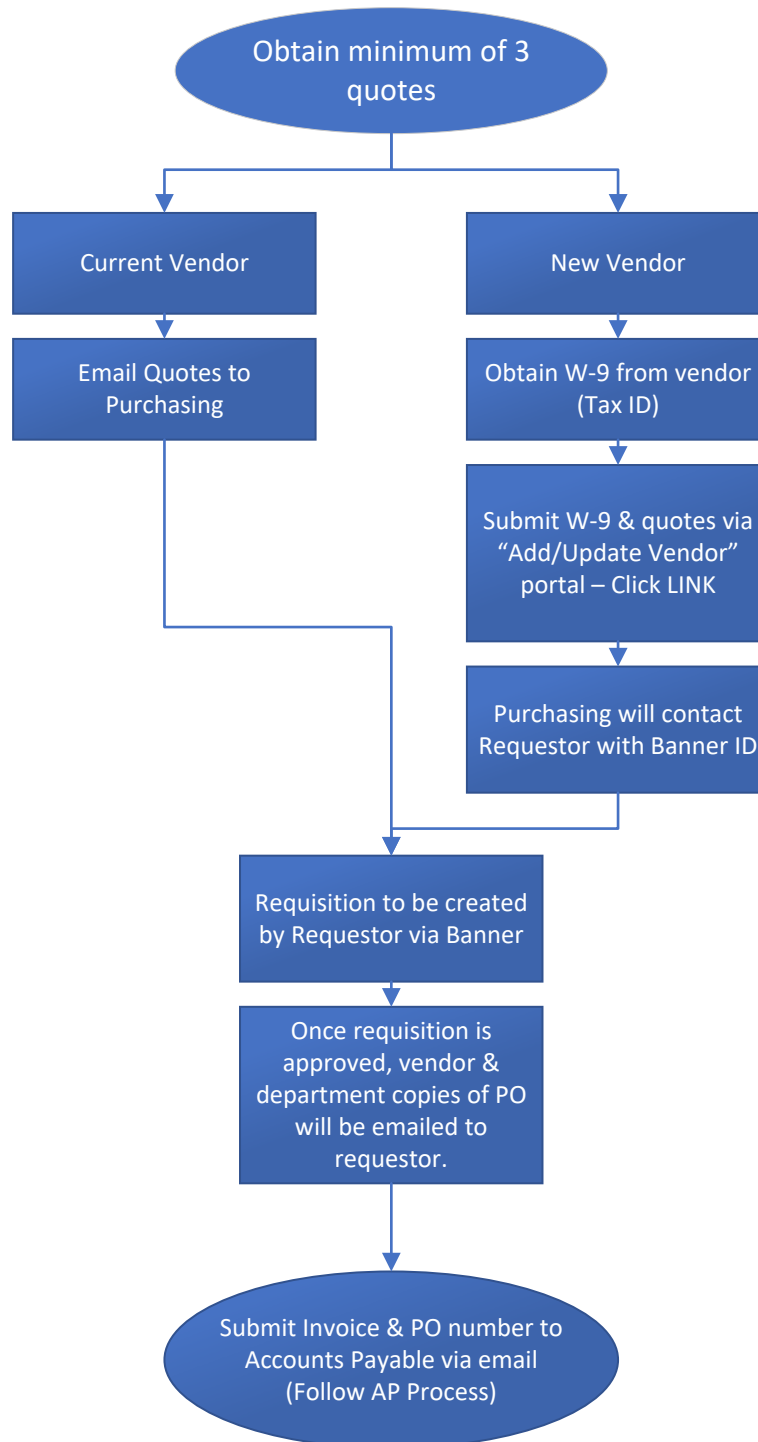 Obtain minimum of 3
quotes
Current Vendor
New Vendor
Email Quotes to
Purchasing
Obtain W-9 from vendor
(Tax ID)
Submit W-9 & quotes via
“Add/Update Vendor”
portal – Click LINK
Purchasing will contact
Requestor with Banner ID
Requisition to be created
by Requestor via Banner
Once requisition is
approved, vendor &
department copies of PO
will be emailed to
requestor.
Submit Invoice & PO number to
Accounts Payable via email
(Follow AP Process)